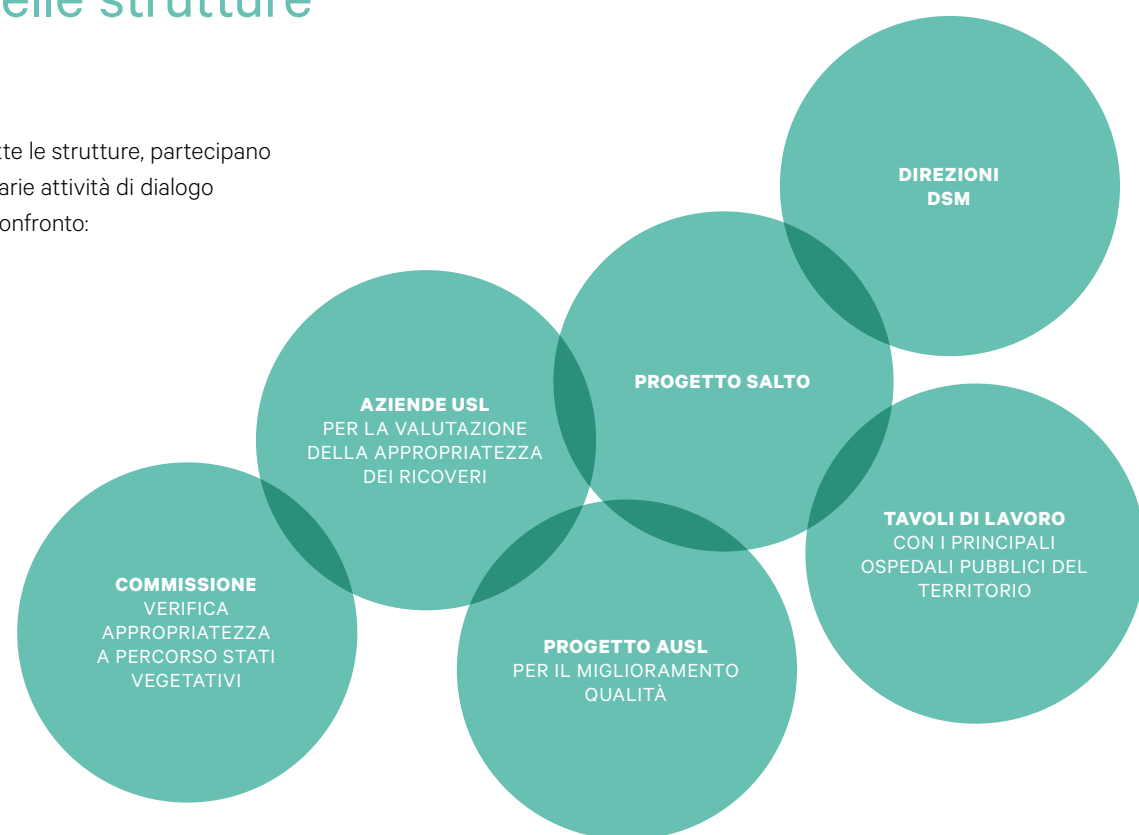 elle strutture
tte le strutture, partecipano
arie attività di dialogo
onfronto:
DIREZIONI
DSM
PROGETTO SALTO
AZIENDE USL
PER LA VALUTAZIONE
DELLA APPROPRIATEZZA
DEI RICOVERI
TAVOLI DI LAVORO
CON I PRINCIPALI
OSPEDALI PUBBLICI DEL
TERRITORIO
COMMISSIONE
VERIFICA
APPROPRIATEZZA
A PERCORSO STATI
VEGETATIVI
PROGETTO AUSL
PER IL MIGLIORAMENTO
QUALITÀ